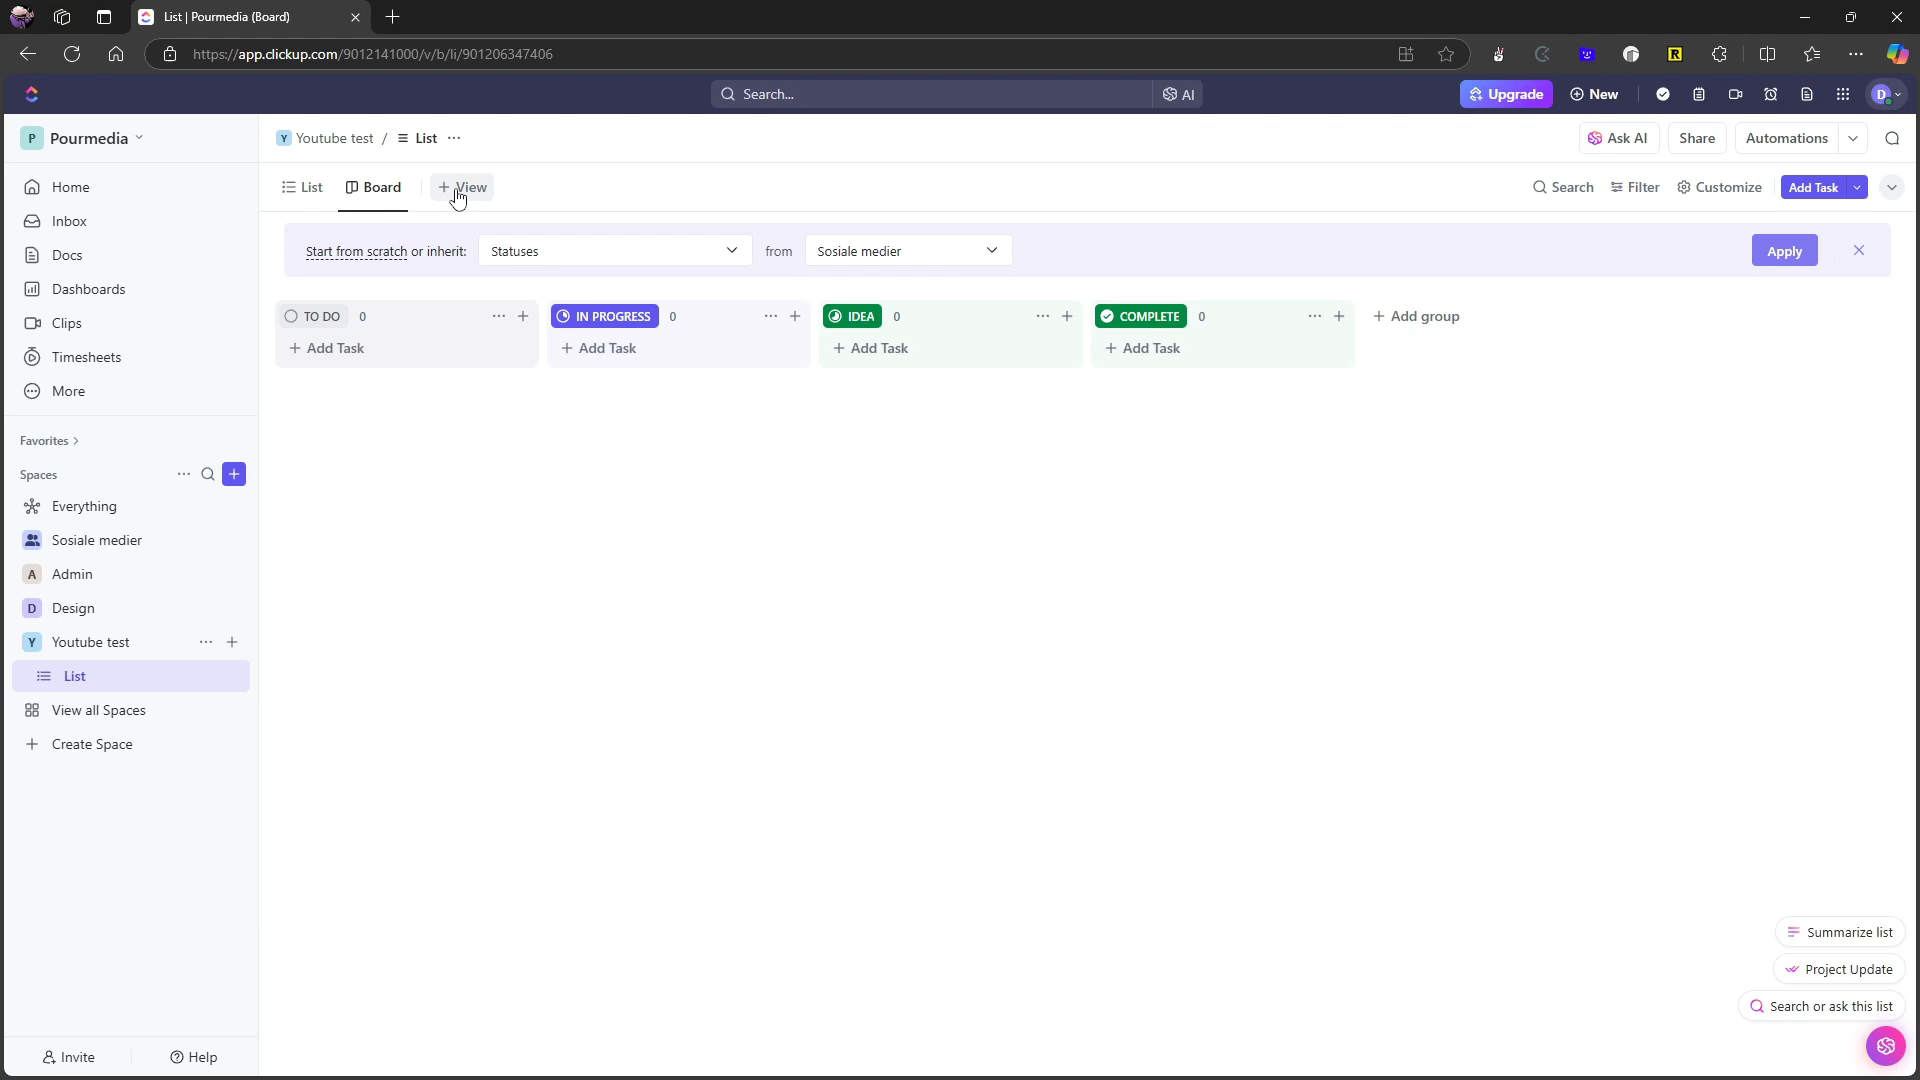 List | Pourmedia (Board)
https://app.clickup.com/9012141000/v/b/li/901206347406
Search...
AI
Upgrade
New
D
P Pourmedia
Y Youtube test / List
Ask AI
Share
Automations
Home
Inbox
Docs
Dashboards
Clips
Timesheets
More
List
Board
+ View
Search
Filter
Customize
Add Task
Start from scratch or inherit:
Statuses
from
Sosiale medier
Apply
TO DO 0
IN PROGRESS 0
IDEA 0
COMPLETE 0
+ Add group
+ Add Task
+ Add Task
+ Add Task
+ Add Task
Favorites >
Spaces
Everything
Sosiale medier
A Admin
D Design
Y Youtube test
List
View all Spaces
+ Create Space
Summarize list
Project Update
Search or ask this list
Invite
Help